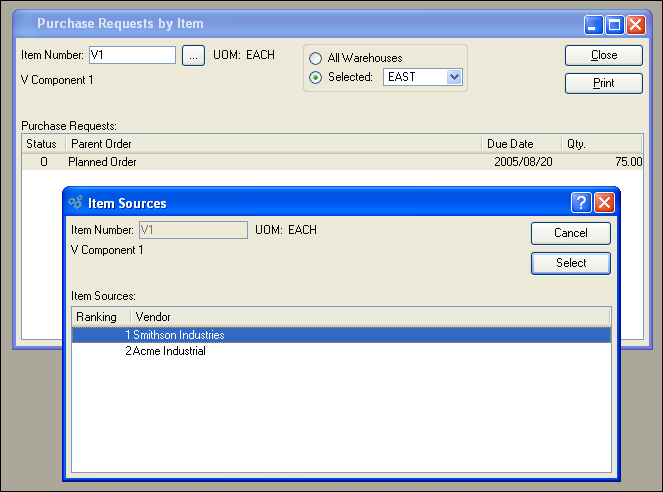 Purchase Requests by Item
Item Number: V1 ... UOM: EACH
All Warehouses
Selected: EAST
Close
Print
V Component 1
Purchase Requests:
Status Parent Order Due Date Qty.
O Planned Order 2005/08/20 75.00
Item Sources
Item Number: V1 UOM: EACH
V Component 1
Cancel
Select
Item Sources:
Ranking Vendor
1 Smithson Industries
2 Acme Industrial